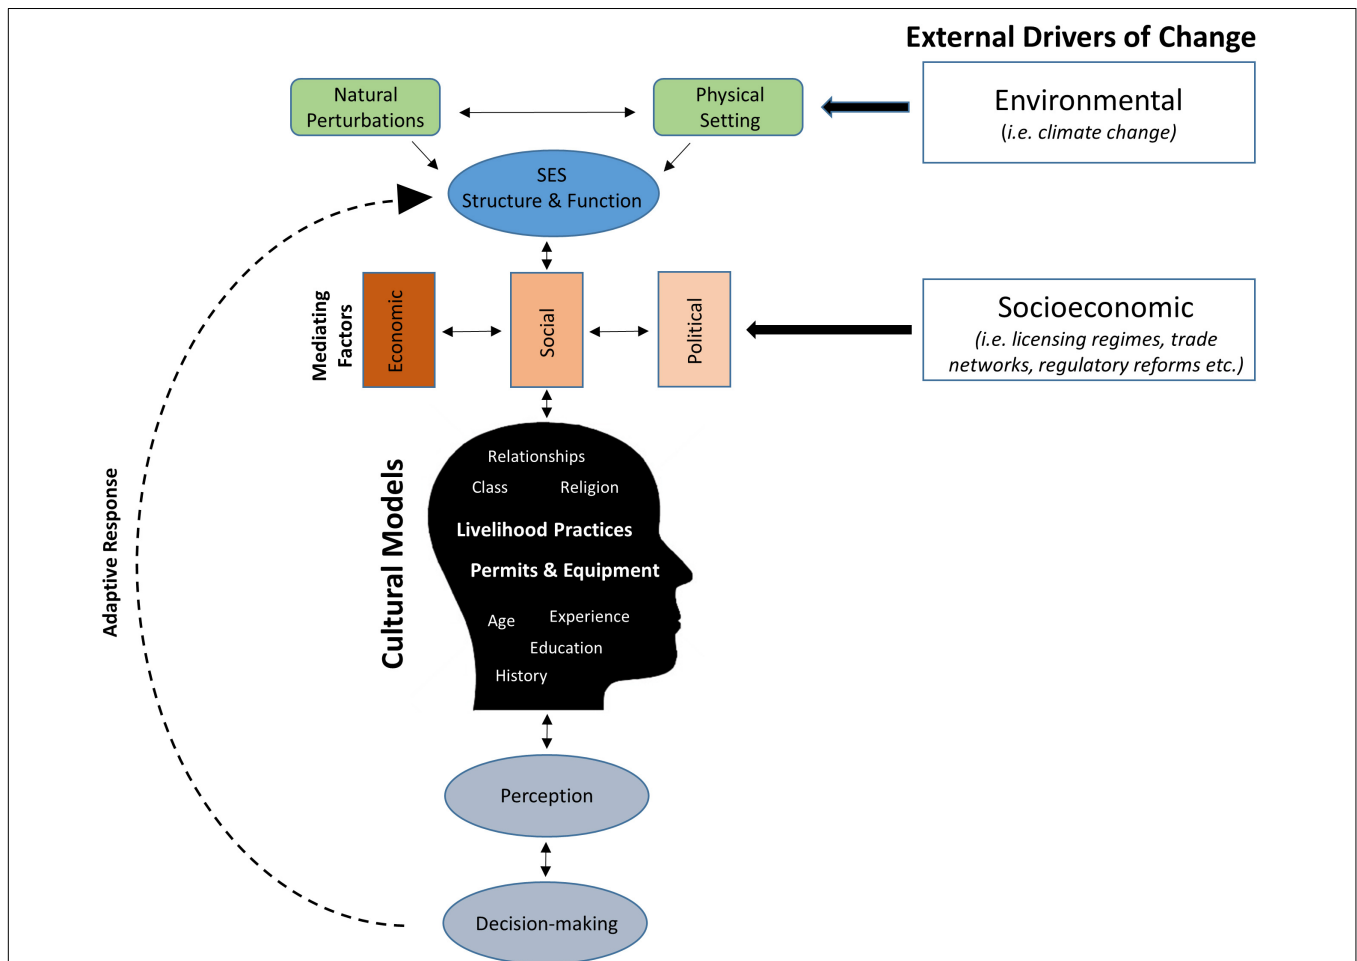 External Drivers of Change
Natural
Perturbations
Physical
Setting
Environmental
(i.e. climate change)
SES
Structure & Function
Mediating
Factors
Economic
Social
Political
Socioeconomic
(i.e. licensing regimes, trade
networks, regulatory reforms etc.)
Adaptive Response
Cultural Models
Relationships
Class
Religion
Livelihood Practices
Permits & Equipment
Age
Experience
Education
History
Perception
Decision-making